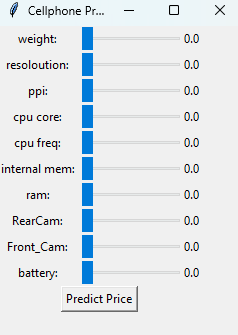 Cellphone Pr...
weight: 0.0
resoloution: 0.0
ppi: 0.0
cpu core: 0.0
cpu freq: 0.0
internal mem: 0.0
ram: 0.0
RearCam: 0.0
Front_Cam: 0.0
battery: 0.0
Predict Price